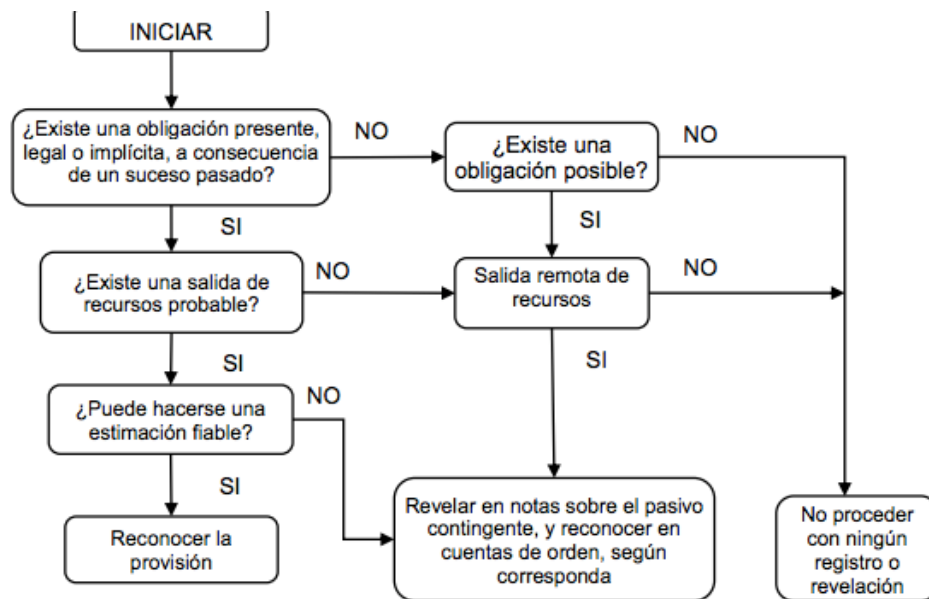 INICIAR
¿Existe una obligación presente,
legal o implícita, a consecuencia
de un suceso pasado?
NO
¿Existe una
obligación posible?
NO
SI
SI
¿Existe una salida de
recursos probable?
NO
Salida remota de
recursos
NO
SI
SI
¿Puede hacerse una
estimación fiable?
NO
SI
Reconocer la
provisión
Revelar en notas sobre el pasivo
contingente, y reconocer en
cuentas de orden, según
corresponda
No proceder
con ningún
registro o
revelación